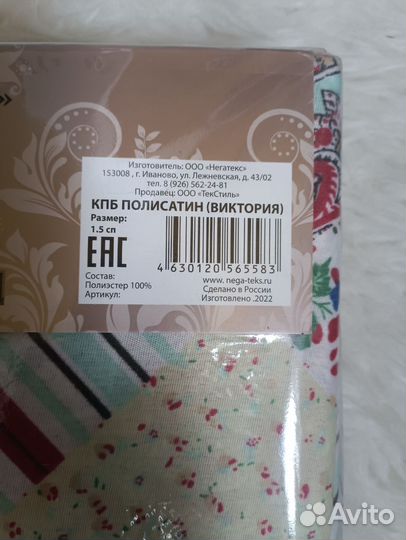 Изготовитель: ООО «Негатекс»
153008 , г. Иваново, ул. Лежневская, д. 43/02
тел. 8 (926) 562-24-81
Продавец: ООО «ТекСтиль»
КПБ ПОЛИСАТИН (ВИКТОРИЯ)
Размер:
1.5 сп
EAC
4 630120 565583
Состав:
Полиэстер 100%
Артикул:
www.nega-teks.ru
Сделано в России
Изготовлено .2022
Avito